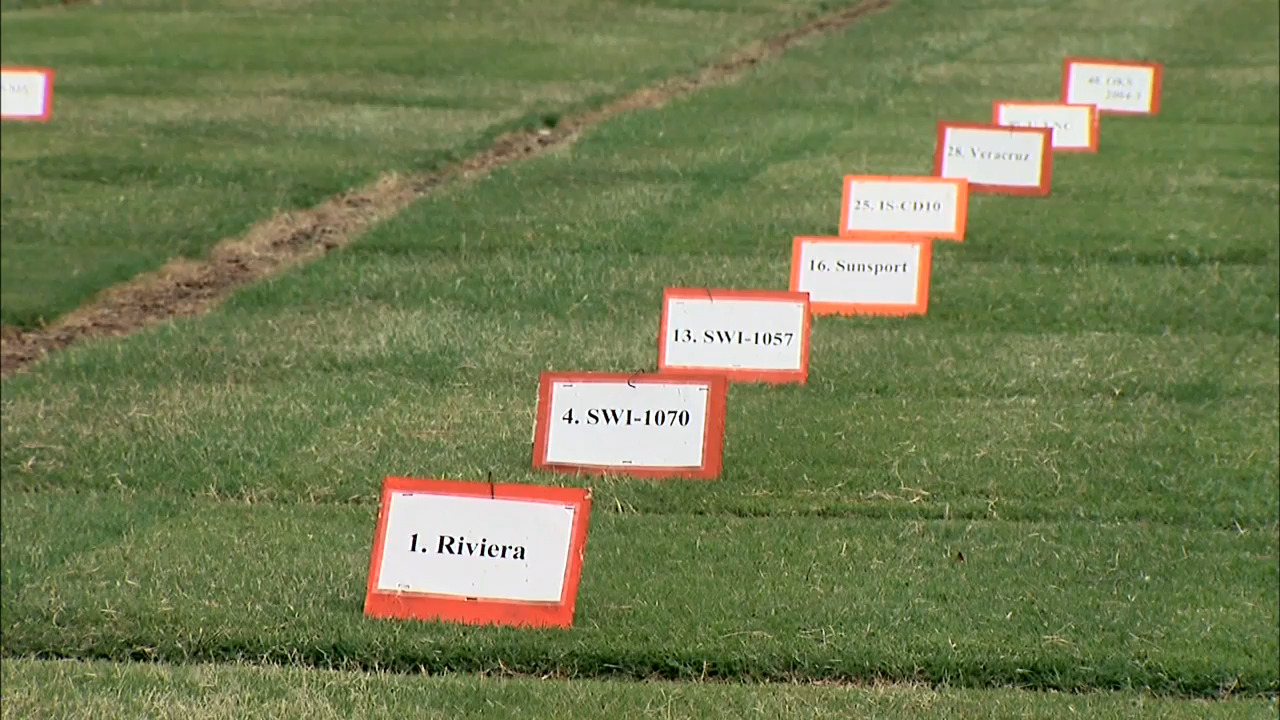 1. Riviera
4. SWI-1070
13. SWI-1057
16. Sunsport
25. IS-CD10
28. Veracruz